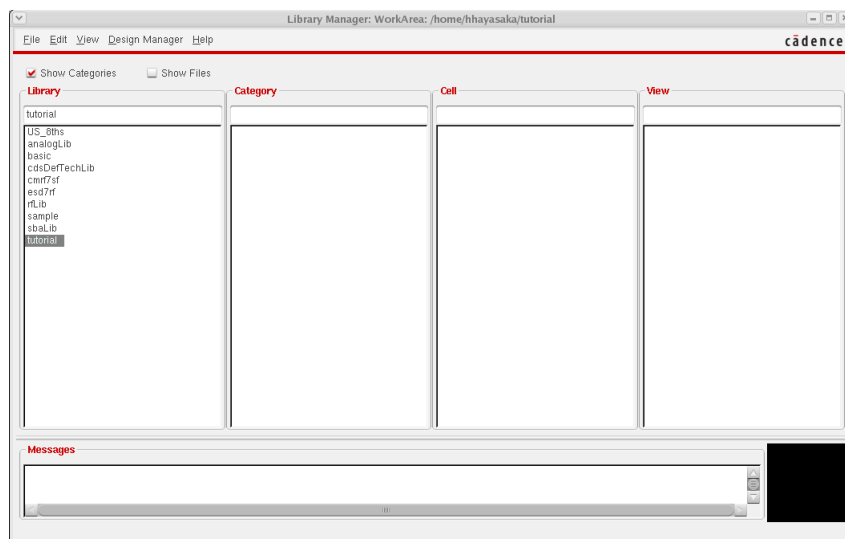 Library Manager: WorkArea: /home/hhayasaka/tutorial
File Edit View Design Manager Help
cādence
Show Categories Show Files
Library Category Cell View
tutorial
US_8ths
analogLib
basic
cdsDefTechLib
cmrf7sf
esd7rf
rfLib
sample
sbaLib
tutorial
Messages